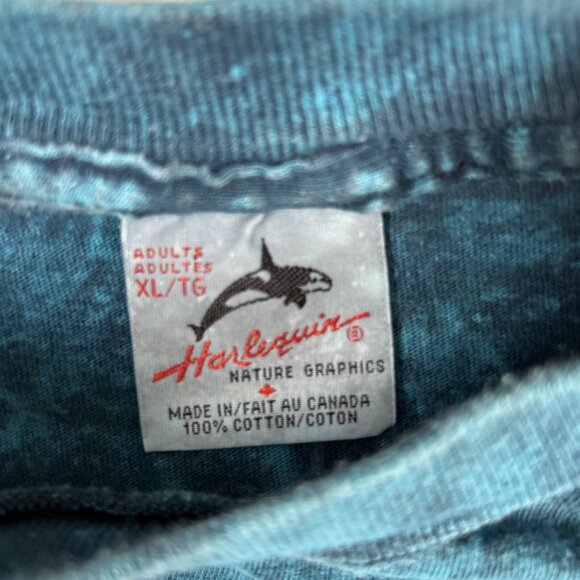 ADULTS
ADULTES
XL/TG
Harlequin®
NATURE GRAPHICS
MADE IN/FAIT AU CANADA
100% COTTON/COTON